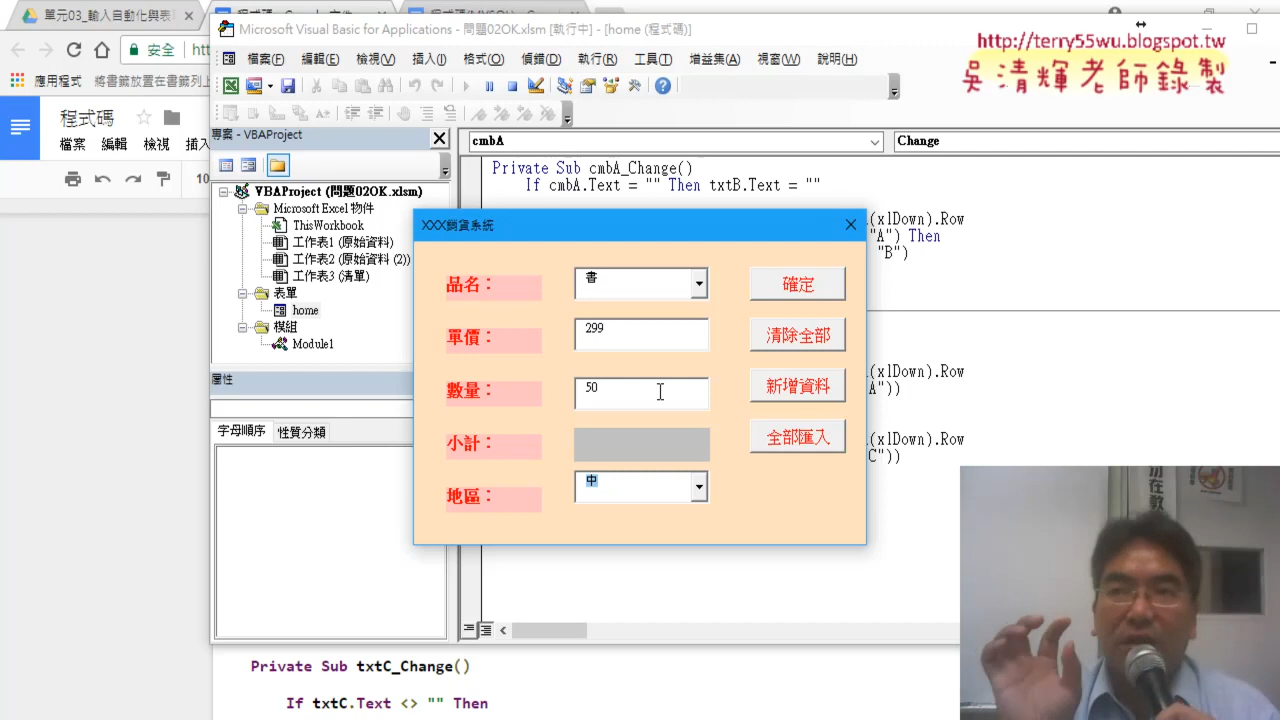 單元03_輸入自動化與表
Microsoft Visual Basic for Applications - 問題02OK.xlsm [執行中] - [home (程式碼)]
http://terry55wu.blogspot.tw
吳清輝老師錄製
安全
檔案(F) 編輯(E) 檢視(V) 插入(I) 格式(O) 偵錯(D) 執行(R) 工具(T) 增益集(A) 視窗(W) 說明(H)
應用程式 將書籤放置在書籤列上
程式碼
檔案 編輯 檢視 插入
10
專案 - VBAProject
cmbA
Change
VBAProject (問題02OK.xlsm)
Microsoft Excel 物件
ThisWorkbook
工作表1 (原始資料)
工作表2 (原始資料 (2))
工作表3 (清單)
表單
home
模組
Module1
屬性
字母順序 性質分類
Private Sub cmbA_Change()
If cmbA.Text = "" Then txtB.Text = ""
(xlDown).Row
"A") Then
"B")
(xlDown).Row
A"))
(xlDown).Row
C"))
XXX銷貨系統
品名： 書 確定
單價： 299 清除全部
數量： 50 新增資料
小計： 全部匯入
地區： 中
Private Sub txtC_Change()
If txtC.Text <> "" Then